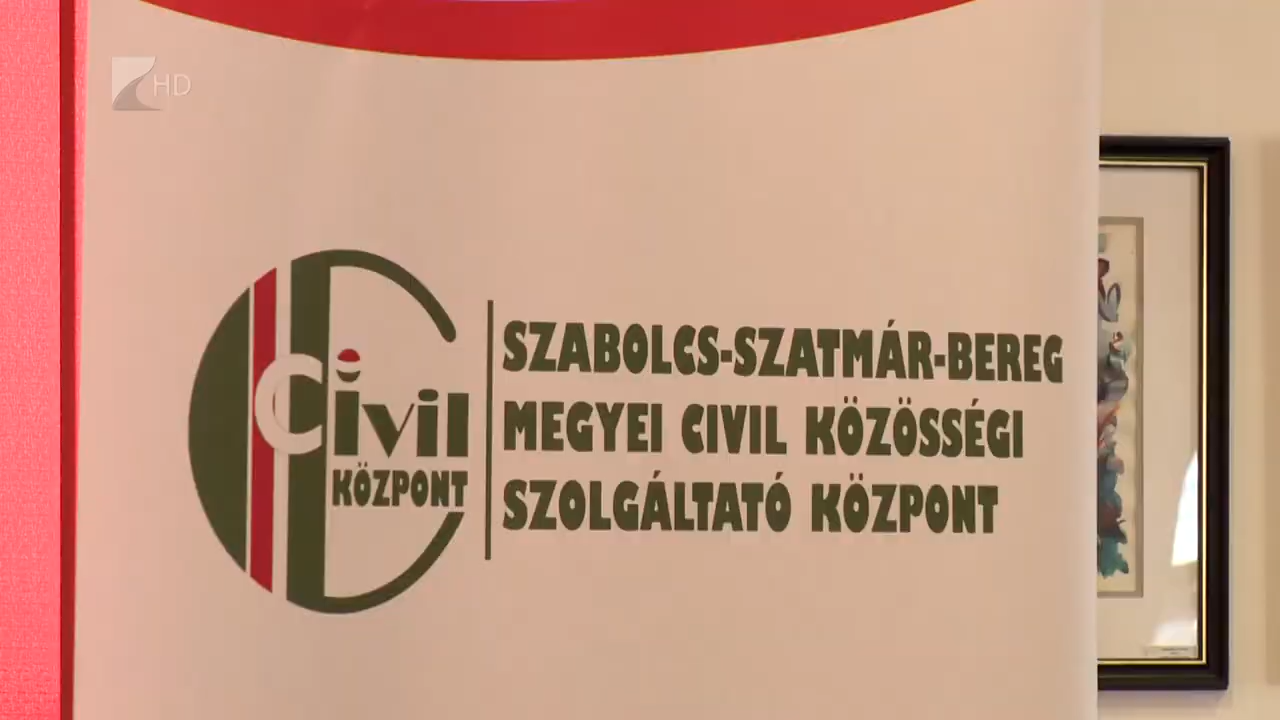 HD
Civil
KÖZPONT
SZABOLCS-SZATMÁR-BEREG
MEGYEI CIVIL KÖZÖSSÉGI
SZOLGÁLTATÓ KÖZPONT